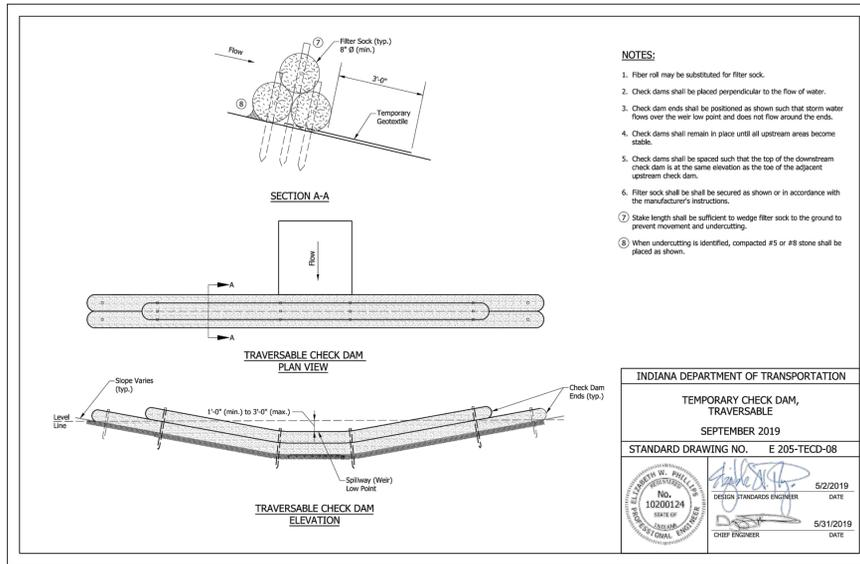 Flow
7
Filter Sock (typ.)
8" Ø (min.)
3'-0"
8
Temporary
Geotextile
SECTION A-A
Flow
A
A
TRAVERSABLE CHECK DAM
PLAN VIEW
Slope Varies
(typ.)
Level
Line
1'-0" (min.) to 3'-0" (max.)
Check Dam
Ends (typ.)
Spillway (Weir)
Low Point
TRAVERSABLE CHECK DAM
ELEVATION
NOTES:
1. Fiber roll may be substituted for filter sock.
2. Check dams shall be placed perpendicular to the flow of water.
3. Check dam ends shall be positioned as shown such that storm water
flows over the weir low point and does not flow around the ends.
4. Check dams shall remain in place until all upstream areas become
stable.
5. Check dams shall be spaced such that the top of the downstream
check dam is at the same elevation as the toe of the adjacent
upstream check dam.
6. Filter sock shall be shall be secured as shown or in accordance with
the manufacturer's instructions.
7 Stake length shall be sufficient to wedge filter sock to the ground to
prevent movement and undercutting.
8 When undercutting is identified, compacted #5 or #8 stone shall be
placed as shown.
INDIANA DEPARTMENT OF TRANSPORTATION
TEMPORARY CHECK DAM,
TRAVERSABLE
SEPTEMBER 2019
STANDARD DRAWING NO. E 205-TECD-08
ELIZABETH W. PHILLIPS
REGISTERED
No.
10200124
STATE OF
INDIANA
PROFESSIONAL ENGINEER
5/2/2019
DESIGN STANDARDS ENGINEER DATE
5/31/2019
CHIEF ENGINEER DATE